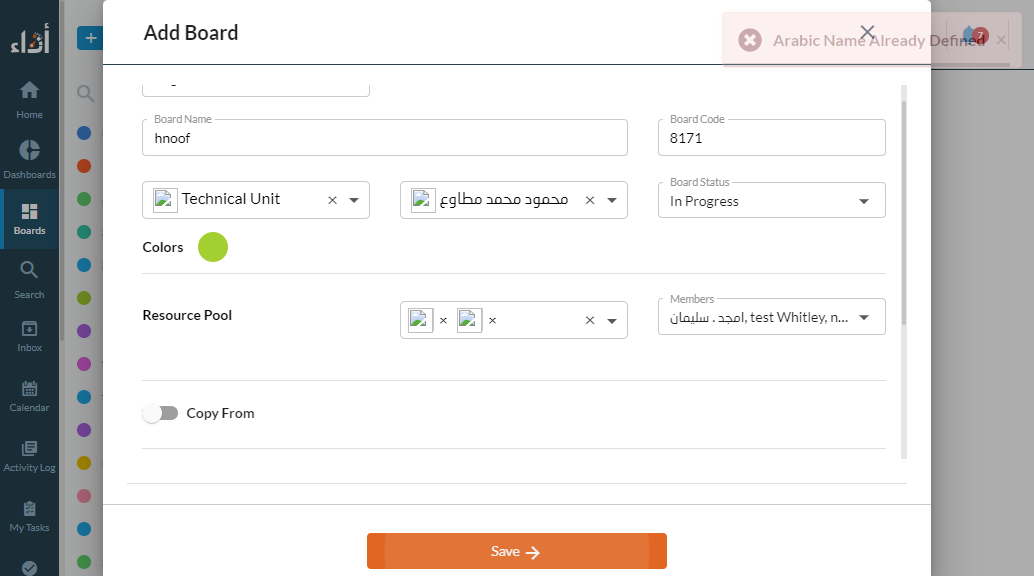 أداء
Add Board
Arabic Name Already Defined
7
Home
Dashboards
Boards
Search
Inbox
Calendar
Activity Log
My Tasks
Board Name
hnoof
Board Code
8171
Technical Unit
محمود محمد مطاوع
Board Status
In Progress
Colors
Resource Pool
Members
امجد . سليمان, test Whitley, n...
Copy From
Save